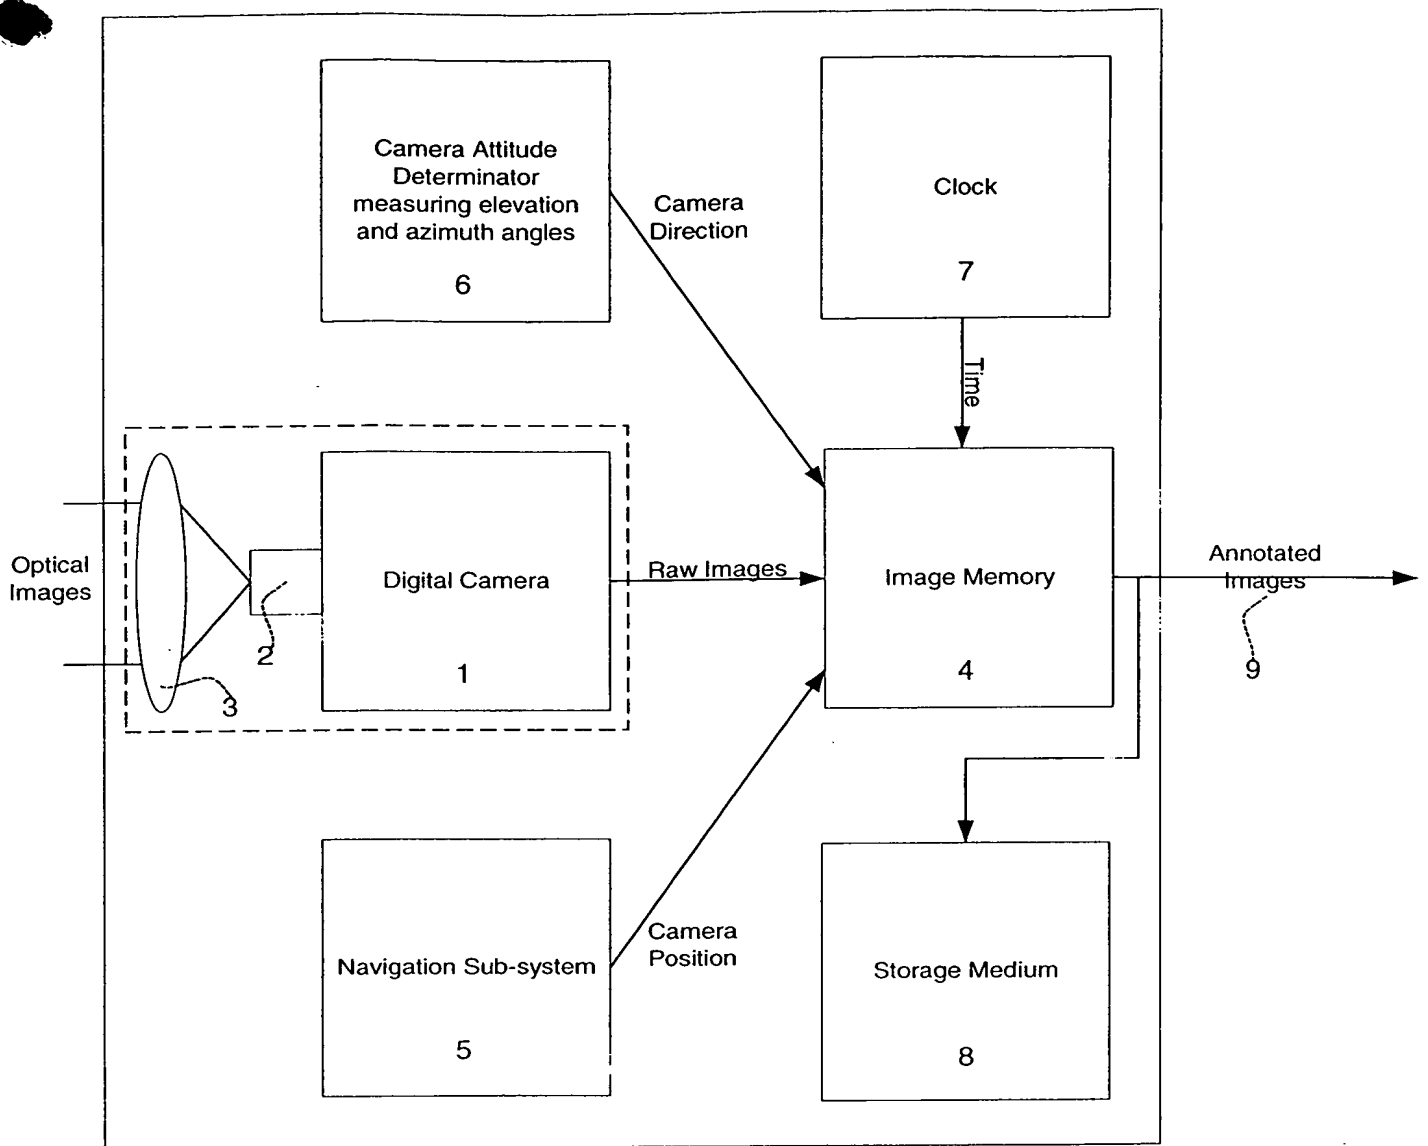 Camera Attitude
Determinator
measuring elevation
and azimuth angles
6
Camera
Direction
Clock
7
Time
Optical
Images
2
3
Digital Camera
1
Raw Images
Image Memory
4
Annotated
Images
9
Navigation Sub-system
5
Camera
Position
Storage Medium
8